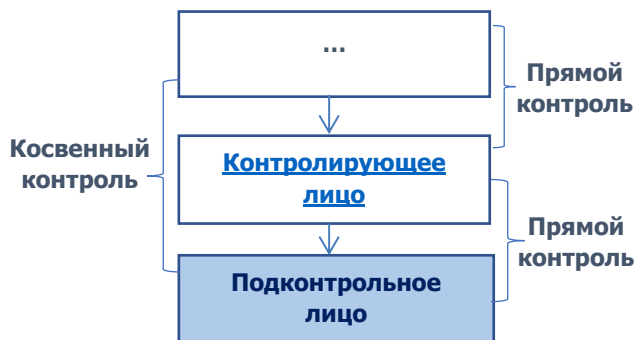 ...
Прямой
контроль
Косвенный
контроль
Контролирующее
лицо
Прямой
контроль
Подконтрольное
лицо